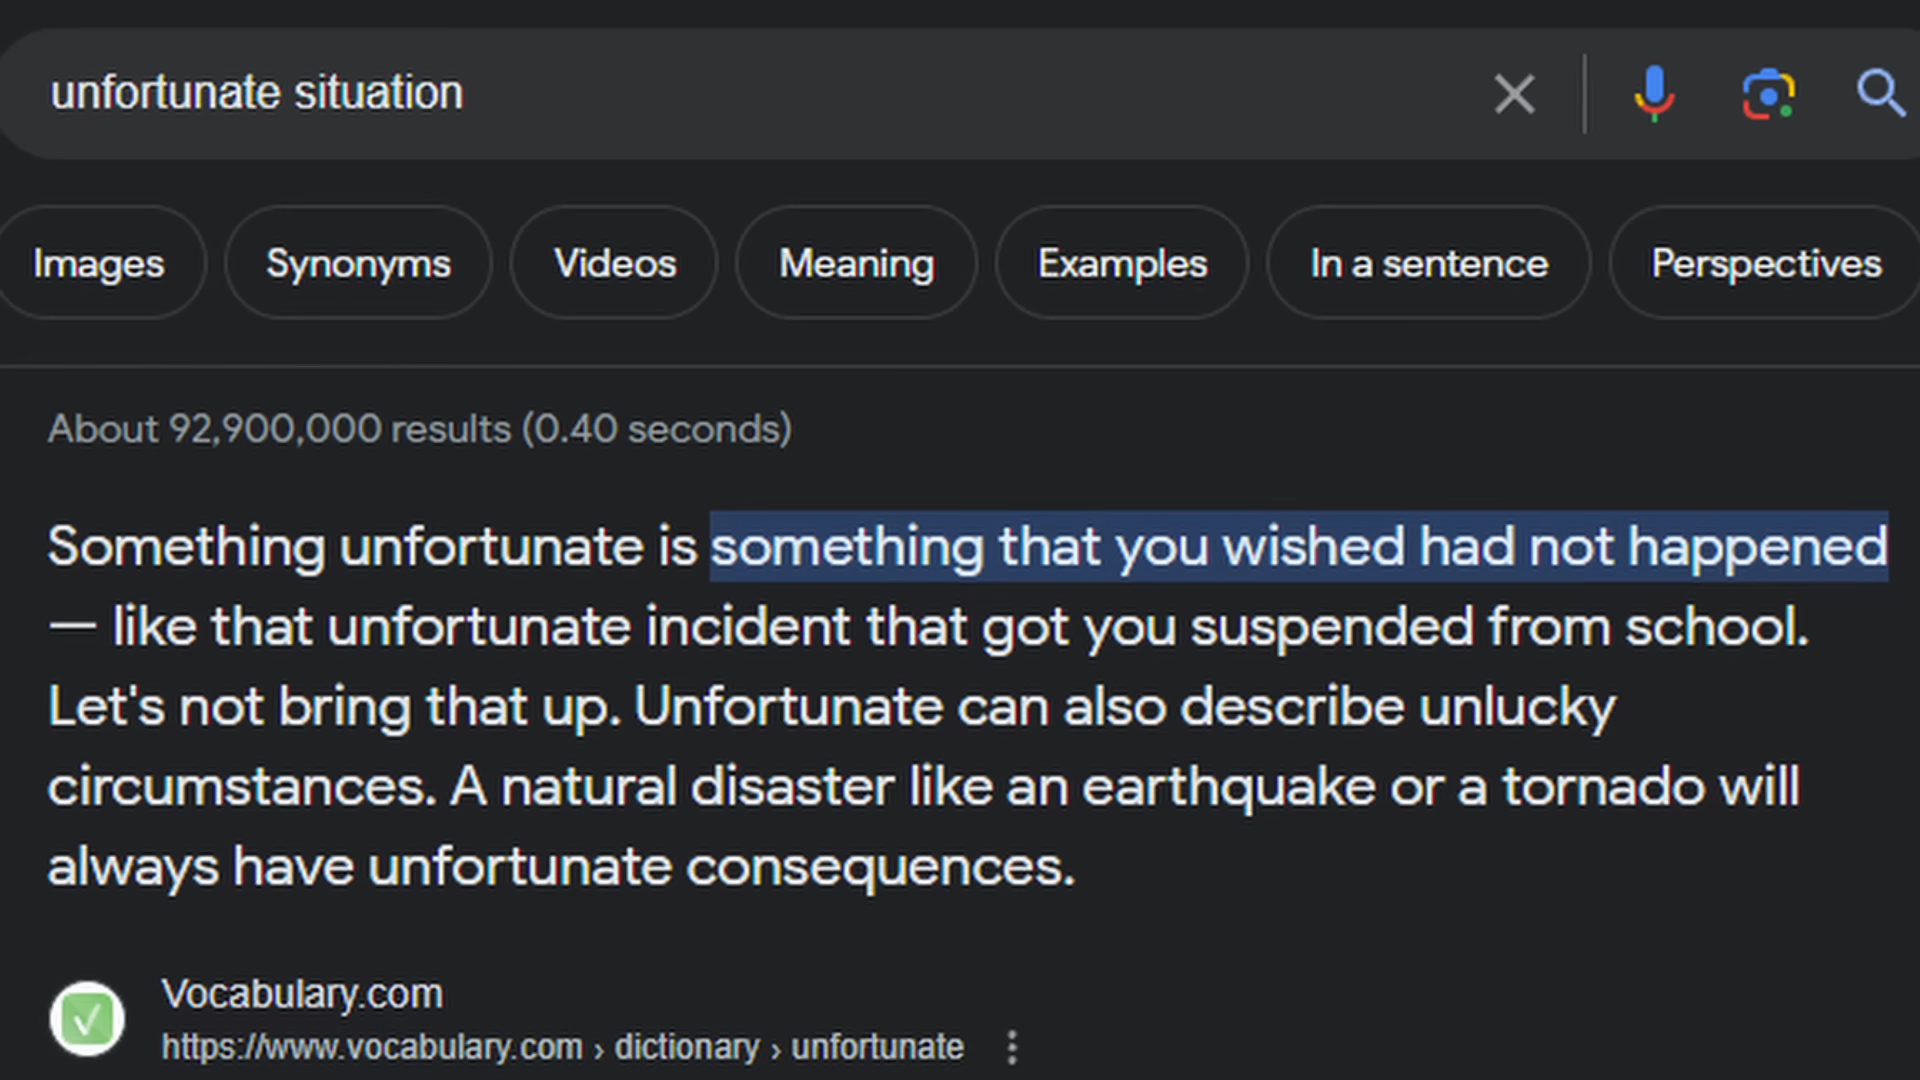 unfortunate situation
Images Synonyms Videos Meaning Examples In a sentence Perspectives
About 92,900,000 results (0.40 seconds)
Something unfortunate is something that you wished had not happened
— like that unfortunate incident that got you suspended from school.
Let's not bring that up. Unfortunate can also describe unlucky
circumstances. A natural disaster like an earthquake or a tornado will
always have unfortunate consequences.
Vocabulary.com
https://www.vocabulary.com › dictionary › unfortunate